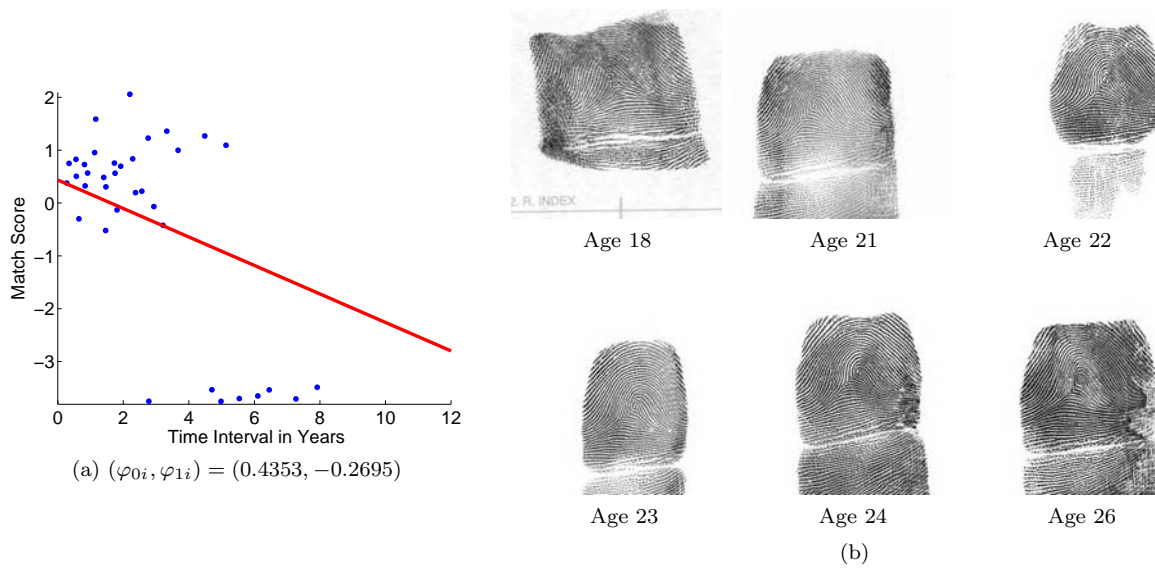 2
1
0
−1
−2
−3
0 2 4 6 8 10 12
Match Score
Time Interval in Years
(a) (φ0i, φ1i) = (0.4353, −0.2695)
2. R. INDEX
Age 18
Age 21
Age 22
Age 23
Age 24
Age 26
(b)